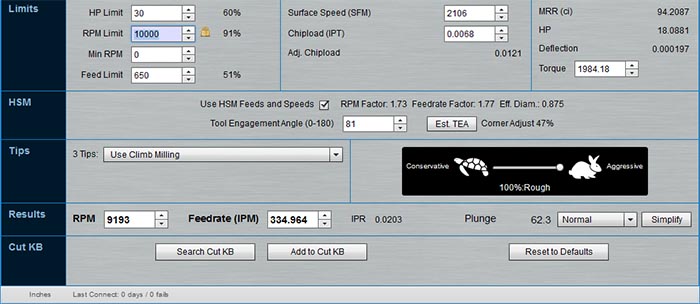 Limits
HP Limit 30 60% Surface Speed (SFM) 2106 MRR (ci) 94.2087
RPM Limit 10000 91% Chipload (IPT) 0.0068 HP 18.0881
Min RPM 0 Adj. Chipload 0.0121 Deflection 0.000197
Feed Limit 650 51% Torque 1984.18
HSM
Use HSM Feeds and Speeds RPM Factor: 1.73 Feedrate Factor: 1.77 Eff. Diam.: 0.875
Tool Engagement Angle (0-180) 81 Est. TEA Corner Adjust 47%
Tips
3 Tips: Use Climb Milling
Conservative Aggressive
100%:Rough
Results
RPM 9193 Feedrate (IPM) 334.964 IPR 0.0203 Plunge 62.3 Normal Simplify
Cut KB
Search Cut KB Add to Cut KB Reset to Defaults
Inches Last Connect: 0 days / 0 fails